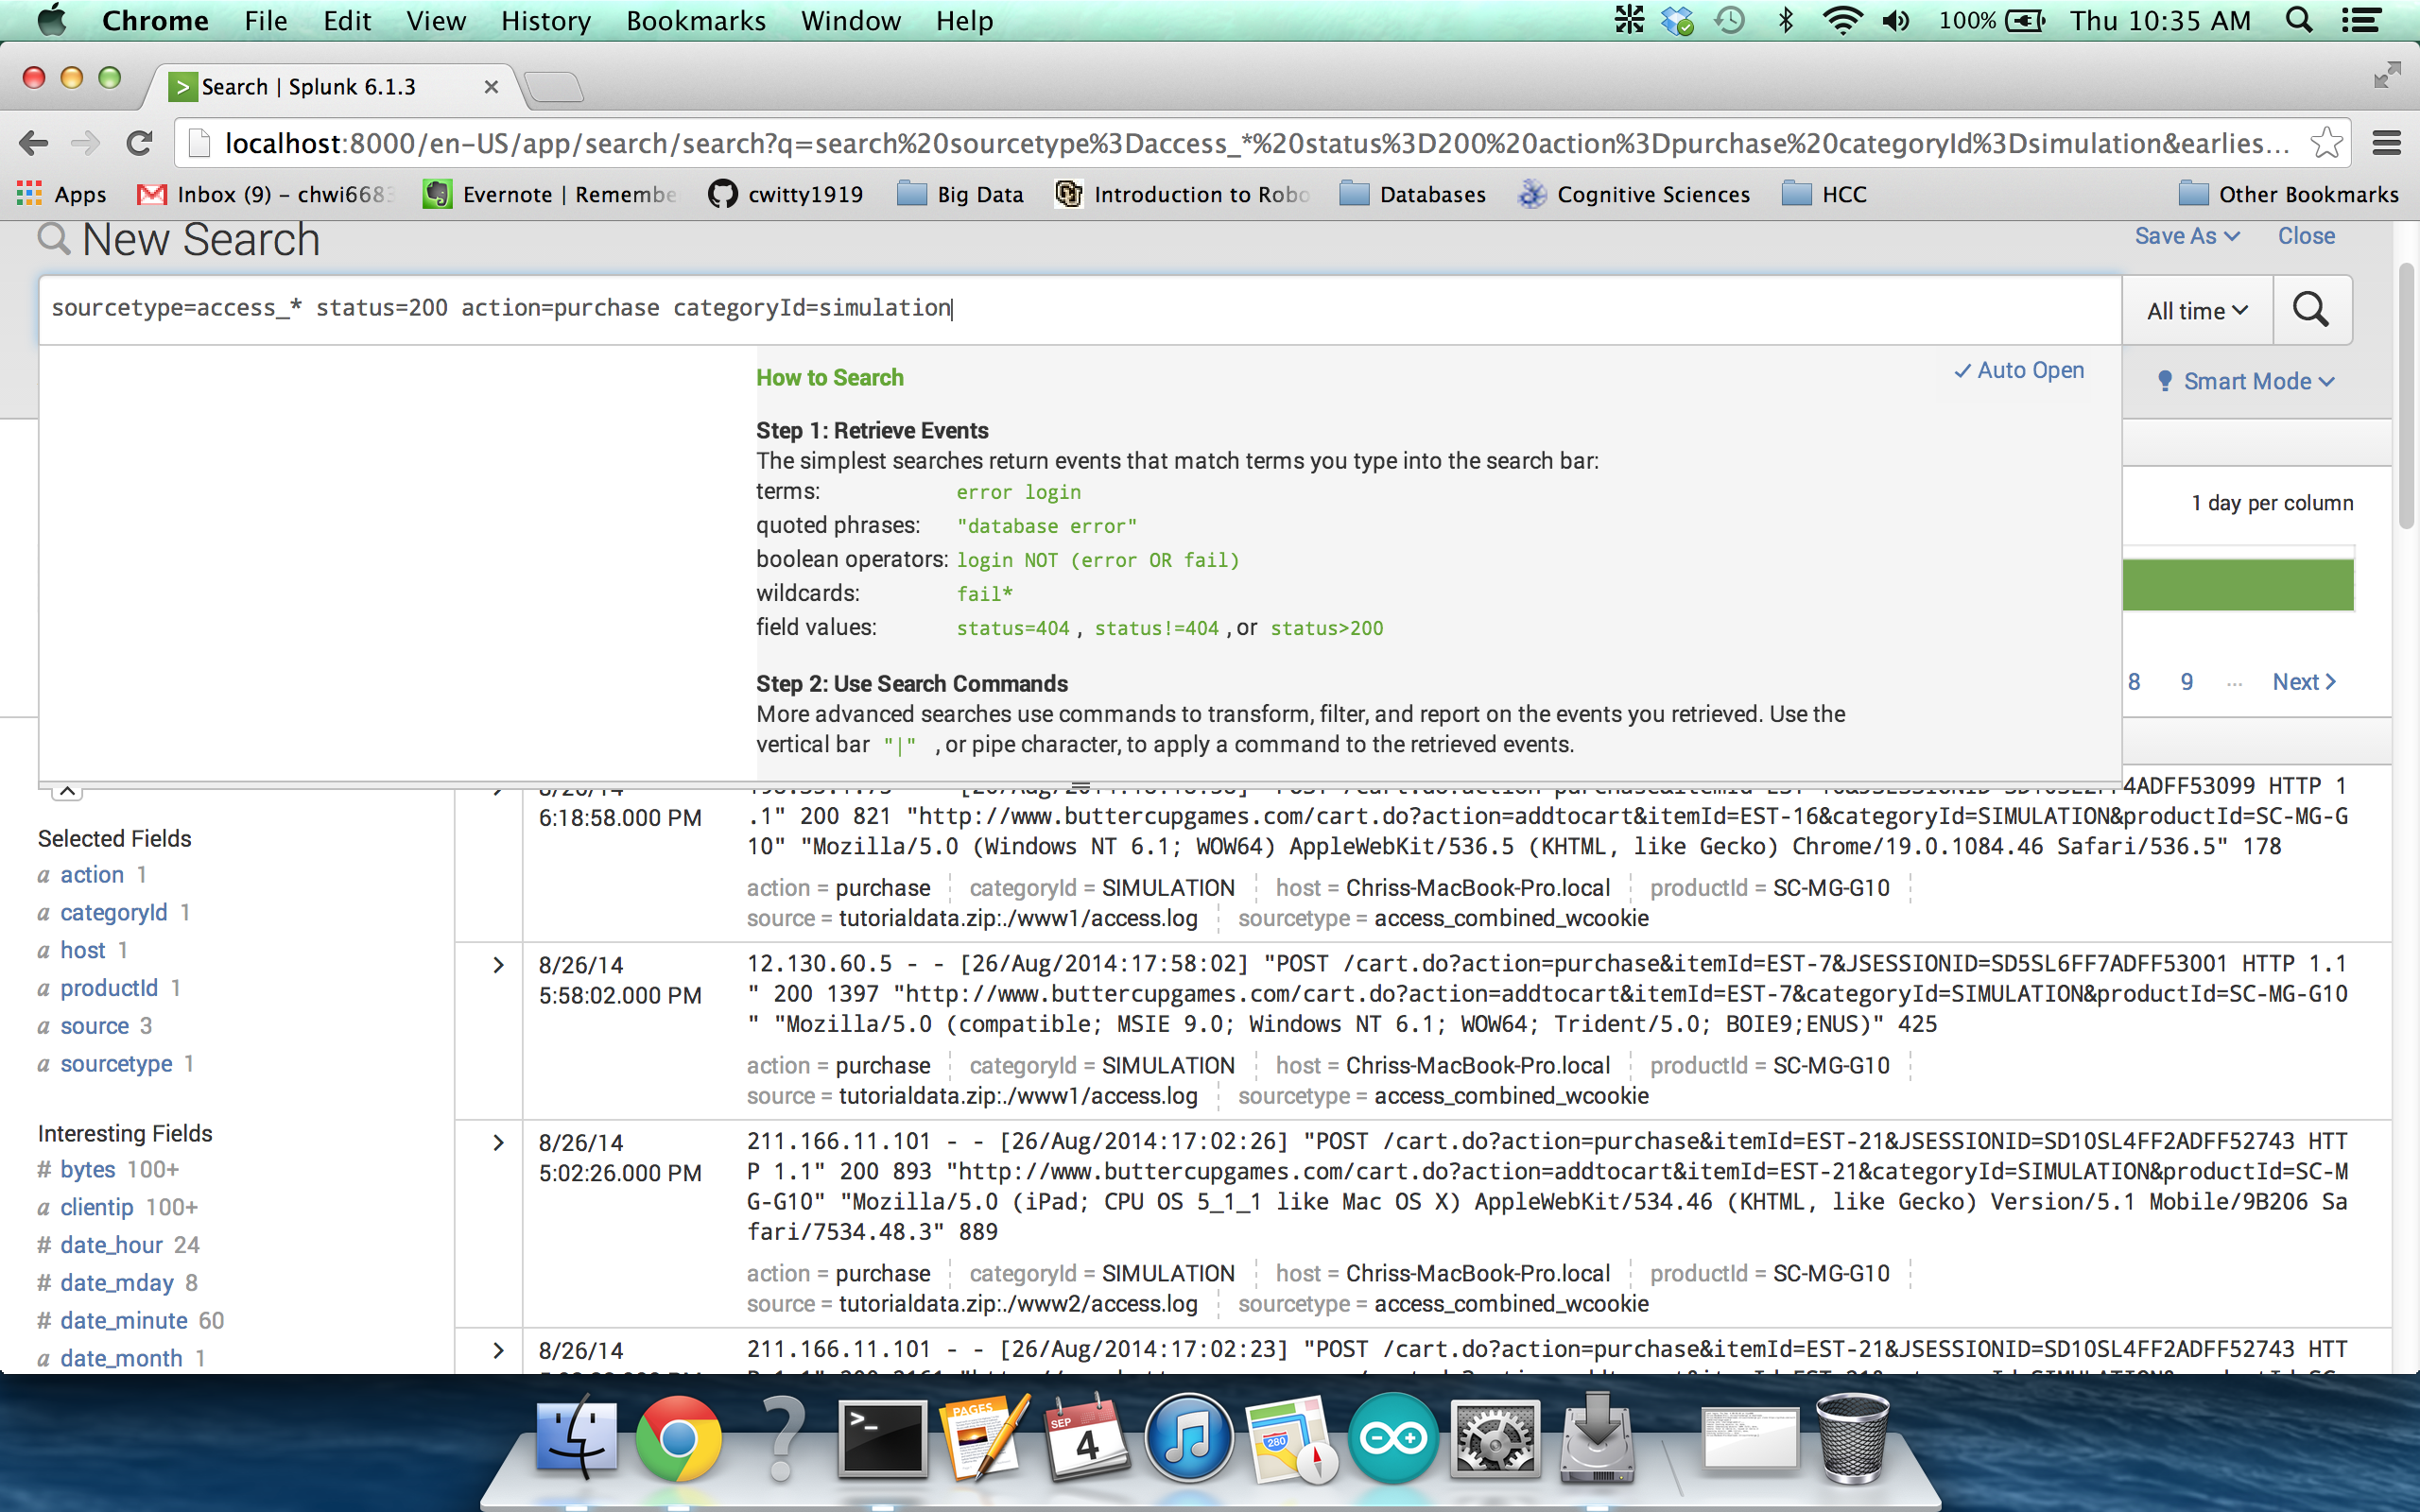 Chrome File Edit View History Bookmarks Window Help 100% Thu 10:35 AM
Search | Splunk 6.1.3
localhost:8000/en-US/app/search/search?q=search%20sourcetype%3Daccess_*%20status%3D200%20action%3Dpurchase%20categoryId%3Dsimulation&earlies...
Apps Inbox (9) – chwi6683 Evernote | Remembe cwitty1919 Big Data Introduction to Robo Databases Cognitive Sciences HCC Other Bookmarks
New Search Save As Close
sourcetype=access_* status=200 action=purchase categoryId=simulation All time
How to Search ✓ Auto Open Smart Mode
Step 1: Retrieve Events
The simplest searches return events that match terms you type into the search bar:
terms: error login
1 day per column
quoted phrases: "database error"
boolean operators: login NOT (error OR fail)
wildcards: fail*
field values: status=404 , status!=404 , or status>200
Step 2: Use Search Commands
8 9 ... Next >
More advanced searches use commands to transform, filter, and report on the events you retrieved. Use the
vertical bar "|" , or pipe character, to apply a command to the retrieved events.
4ADFF53099 HTTP 1
6:18:58.000 PM .1" 200 821 "http://www.buttercupgames.com/cart.do?action=addtocart&itemId=EST-16&categoryId=SIMULATION&productId=SC-MG-G
10" "Mozilla/5.0 (Windows NT 6.1; WOW64) AppleWebKit/536.5 (KHTML, like Gecko) Chrome/19.0.1084.46 Safari/536.5" 178
action = purchase categoryId = SIMULATION host = Chriss-MacBook-Pro.local productId = SC-MG-G10
source = tutorialdata.zip:./www1/access.log sourcetype = access_combined_wcookie
Selected Fields
a action 1
a categoryId 1
a host 1
a productId 1
a source 3
a sourcetype 1
Interesting Fields
# bytes 100+
a clientip 100+
# date_hour 24
# date_mday 8
# date_minute 60
a date_month 1
8/26/14 12.130.60.5 - - [26/Aug/2014:17:58:02] "POST /cart.do?action=purchase&itemId=EST-7&JSESSIONID=SD5SL6FF7ADFF53001 HTTP 1.1
5:58:02.000 PM " 200 1397 "http://www.buttercupgames.com/cart.do?action=addtocart&itemId=EST-7&categoryId=SIMULATION&productId=SC-MG-G10
" "Mozilla/5.0 (compatible; MSIE 9.0; Windows NT 6.1; WOW64; Trident/5.0; BOIE9;ENUS)" 425
action = purchase categoryId = SIMULATION host = Chriss-MacBook-Pro.local productId = SC-MG-G10
source = tutorialdata.zip:./www1/access.log sourcetype = access_combined_wcookie
8/26/14 211.166.11.101 - - [26/Aug/2014:17:02:26] "POST /cart.do?action=purchase&itemId=EST-21&JSESSIONID=SD10SL4FF2ADFF52743 HTT
5:02:26.000 PM P 1.1" 200 893 "http://www.buttercupgames.com/cart.do?action=addtocart&itemId=EST-21&categoryId=SIMULATION&productId=SC-M
G-G10" "Mozilla/5.0 (iPad; CPU OS 5_1_1 like Mac OS X) AppleWebKit/534.46 (KHTML, like Gecko) Version/5.1 Mobile/9B206 Sa
fari/7534.48.3" 889
action = purchase categoryId = SIMULATION host = Chriss-MacBook-Pro.local productId = SC-MG-G10
source = tutorialdata.zip:./www2/access.log sourcetype = access_combined_wcookie
8/26/14 211.166.11.101 - - [26/Aug/2014:17:02:23] "POST /cart.do?action=purchase&itemId=EST-21&JSESSIONID=SD10SL4FF2ADFF52743 HTT
PAGES
SEP
4
280